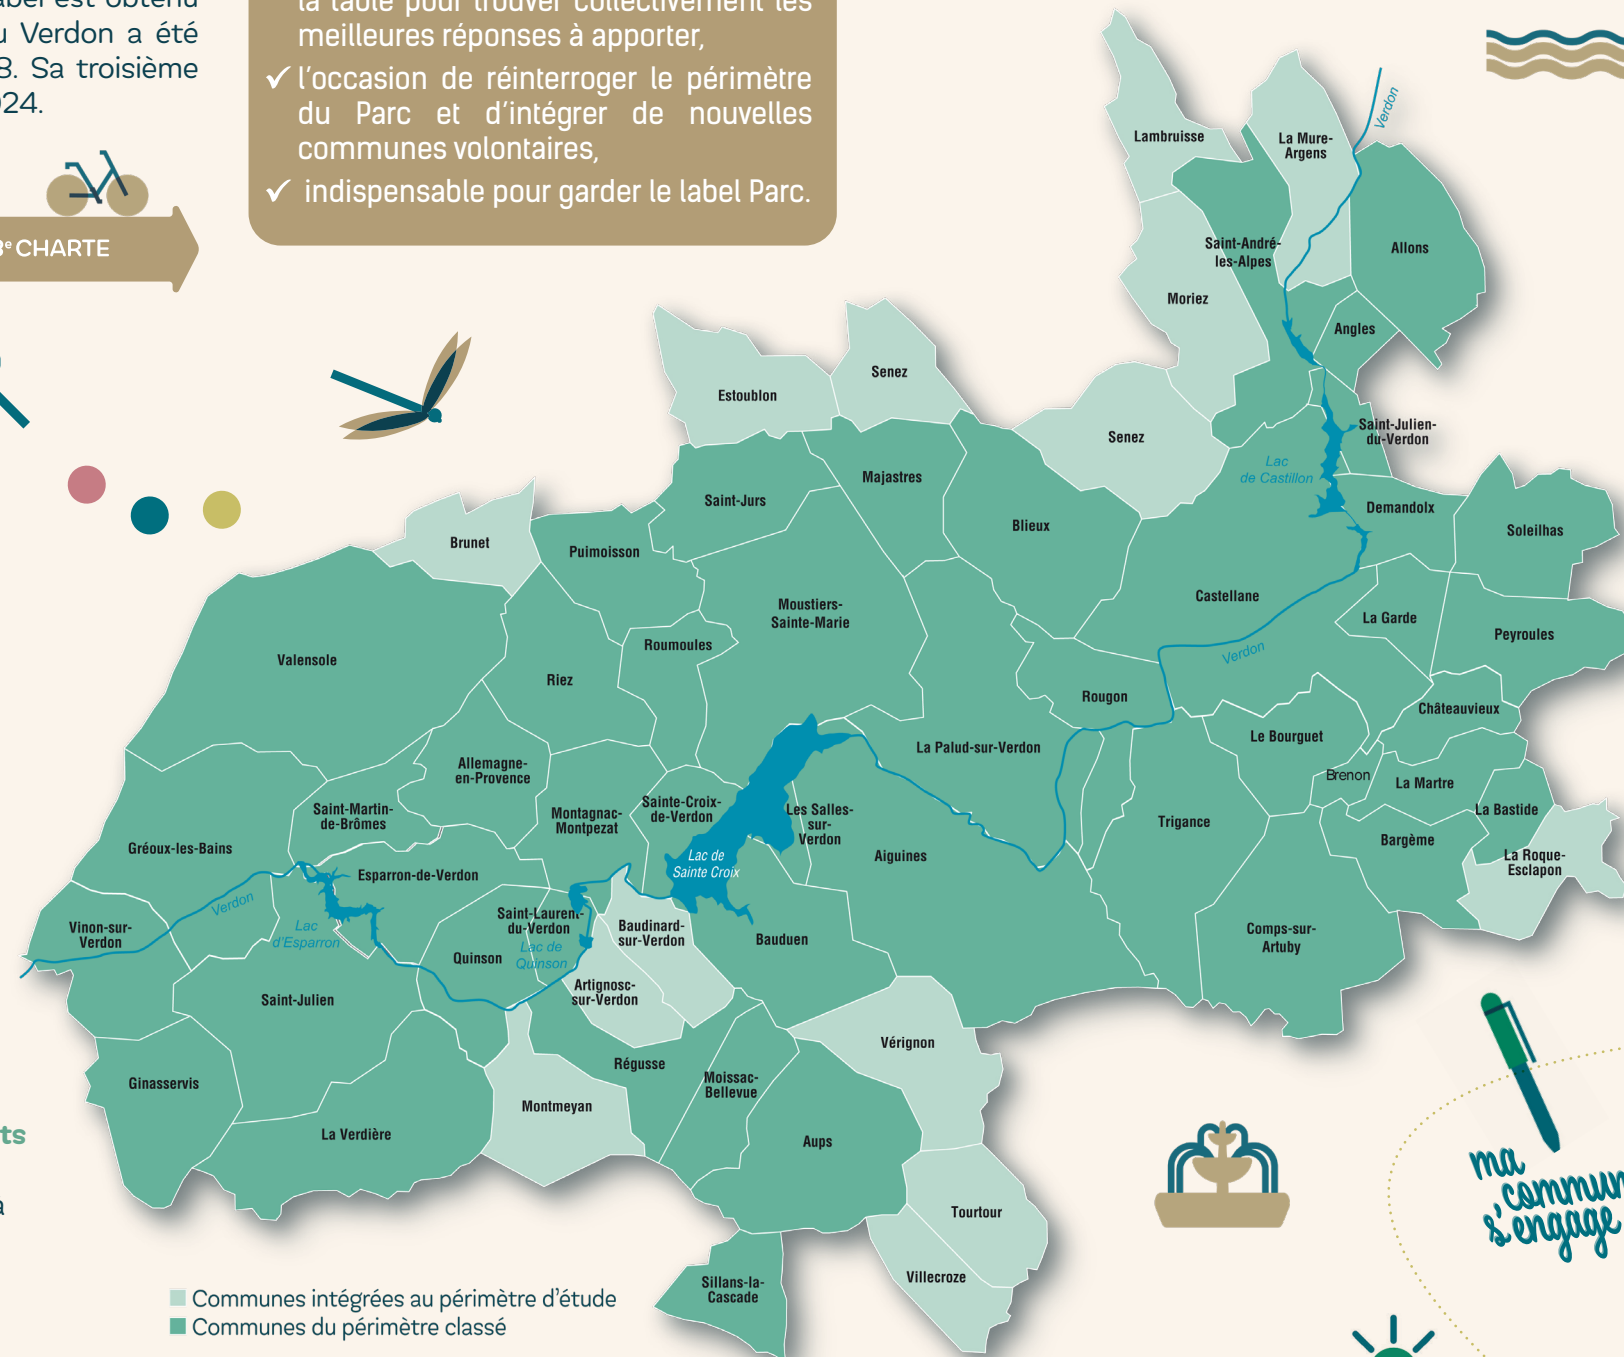 est obtenu
Verdon a été
8. Sa troisième
24.
3e CHARTE
la table pour trouver collectivement les
meilleures réponses à apporter,
✓ l'occasion de réinterroger le périmètre
du Parc et d'intégrer de nouvelles
communes volontaires,
✓ indispensable pour garder le label Parc.
Lambruisse
La Mure-
Argens
Verdon
Saint-André-
les-Alpes
Allons
Moriez
Angles
Senez
Estoublon
Senez
Saint-Julien-
du-Verdon
Lac
de Castillon
Majastres
Saint-Jurs
Demandolx
Blieux
Soleilhas
Brunet
Puimoisson
Castellane
Moustiers-
Sainte-Marie
La Garde
Peyroules
Roumoules
Verdon
Valensole
Riez
Rougon
Châteauvieux
Le Bourguet
La Palud-sur-Verdon
Allemagne-
en-Provence
Brenon
La Martre
Saint-Martin-
de-Brômes
Montagnac-
Montpezat
Sainte-Croix-
de-Verdon
Les Salles-
sur-
Verdon
La Bastide
Trigance
Bargème
Gréoux-les-Bains
Aiguines
Lac de
Sainte Croix
La Roque-
Esclapon
Esparron-de-Verdon
Verdon
Saint-Laurent-
du-Verdon
Vinon-sur-
Verdon
Lac
d'Esparron
Baudinard-
sur-Verdon
Bauduen
Comps-sur-
Artuby
Quinson
Lac de
Quinson
Artignosc-
sur-Verdon
Saint-Julien
Vérignon
Régusse
Ginasservis
Moissac-
Bellevue
Montmeyan
La Verdière
Aups
ts
Tourtour
Villecroze
Sillans-la-
Cascade
Communes intégrées au périmètre d'étude
Communes du périmètre classé
ma
commun
s'engage